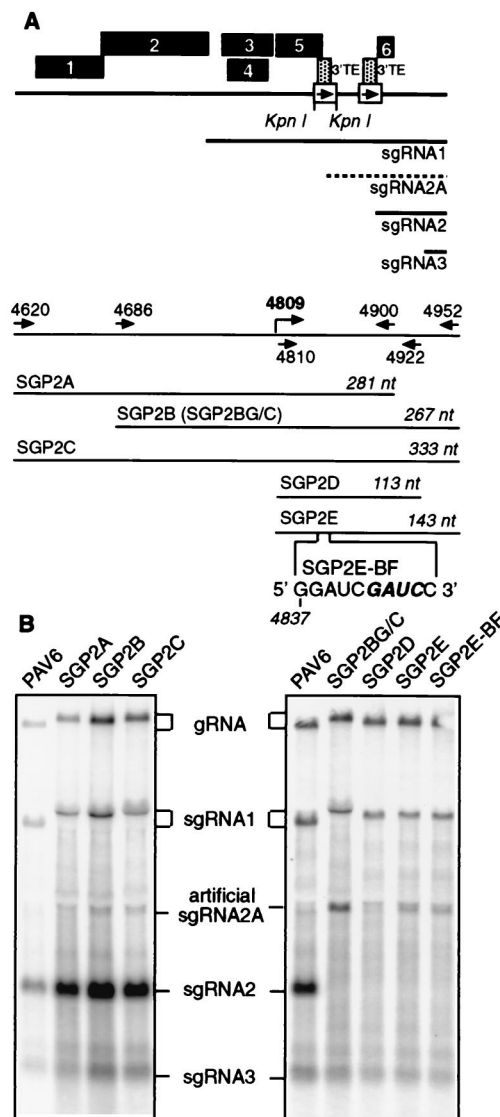 A
2 3 5 6
1 4 3'TE 3'TE
Kpn I Kpn I
sgRNA1
sgRNA2A
sgRNA2
sgRNA3
4620 4686 4809 4900 4952
4810 4922
SGP2A 281 nt
SGP2B (SGP2BG/C) 267 nt
SGP2C 333 nt
SGP2D 113 nt
SGP2E 143 nt
SGP2E-BF
5' GGAUCGAUCC 3'
4837
B
PAV6 SGP2A SGP2B SGP2C PAV6 SGP2BG/C SGP2D SGP2E SGP2E-BF
gRNA
sgRNA1
artificial
sgRNA2A
sgRNA2
sgRNA3